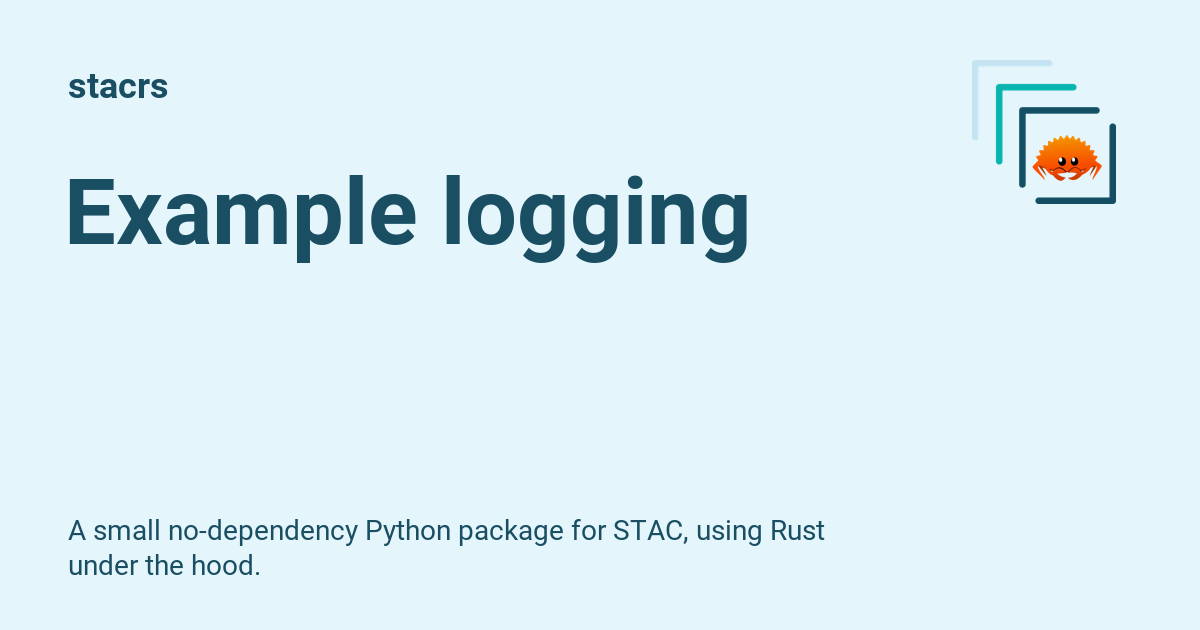 stacrs
Example logging
A small no-dependency Python package for STAC, using Rust
under the hood.